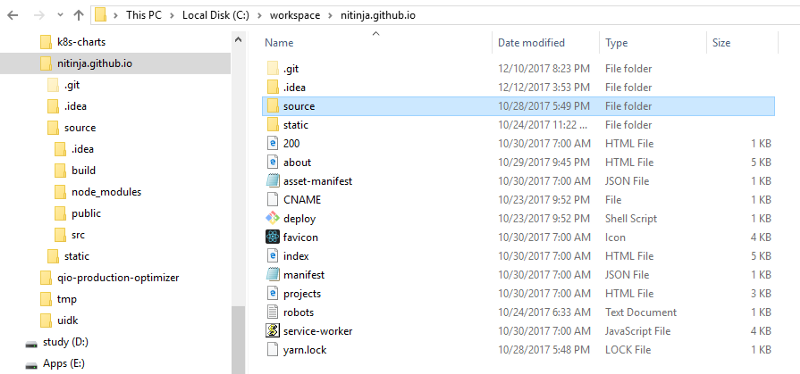 This PC > Local Disk (C:) > workspace > nitinja.github.io
k8s-charts
nitinja.github.io
.git
.idea
source
.idea
build
node_modules
public
src
static
qio-production-optimizer
tmp
uidk
study (D:)
Apps (E:)
Name Date modified Type Size
.git 12/10/2017 8:23 PM File folder
.idea 12/12/2017 3:53 PM File folder
source 10/28/2017 5:49 PM File folder
static 10/24/2017 11:22 ... File folder
200 10/30/2017 7:00 AM HTML File 1 KB
about 10/29/2017 9:45 PM HTML File 5 KB
asset-manifest 10/30/2017 7:00 AM JSON File 1 KB
CNAME 10/23/2017 9:52 PM File 1 KB
deploy 10/23/2017 9:52 PM Shell Script 1 KB
favicon 10/30/2017 7:00 AM Icon 4 KB
index 10/30/2017 7:00 AM HTML File 5 KB
manifest 10/30/2017 7:00 AM JSON File 1 KB
projects 10/30/2017 7:00 AM HTML File 3 KB
robots 10/24/2017 6:33 AM Text Document 1 KB
service-worker 10/30/2017 7:00 AM JavaScript File 4 KB
yarn.lock 10/28/2017 5:48 PM LOCK File 1 KB